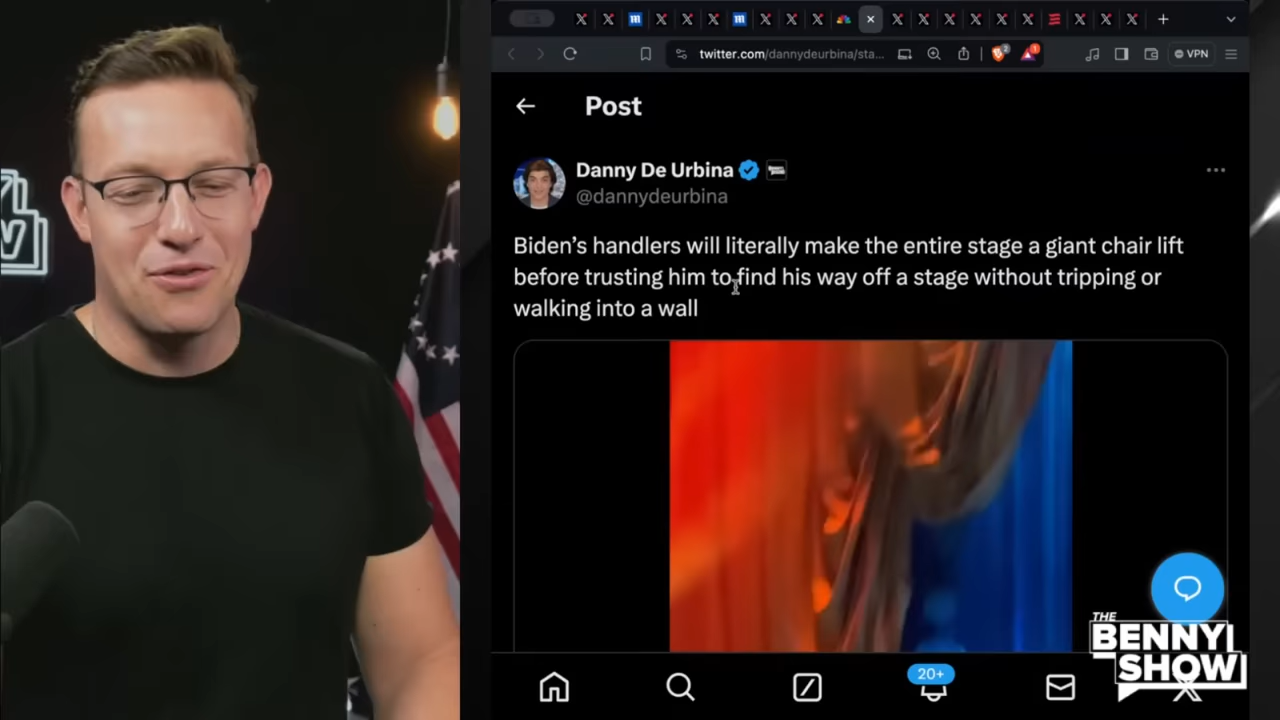 twitter.com/dannydeurbina/sta...
VPN
Post
Danny De Urbina
@dannydeurbina
Biden's handlers will literally make the entire stage a giant chair lift
before trusting him to find his way off a stage without tripping or
walking into a wall
20+
THE
BENNY
SHOW